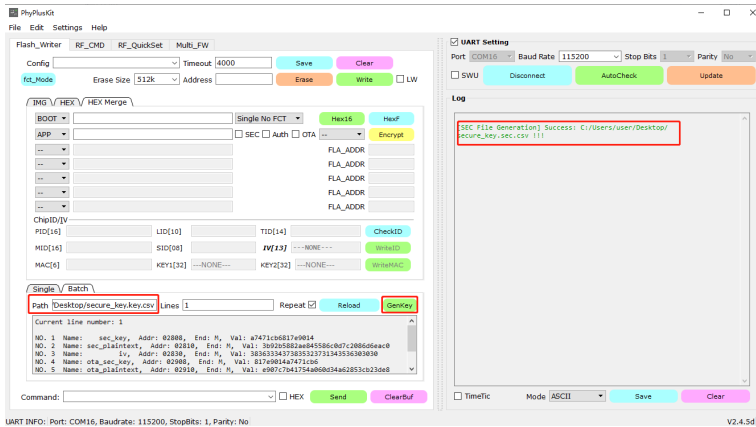 PhyPlusKit
File Edit Settings Help
Flash_Writer RF_CMD RF_QuickSet Multi_FW
Config Timeout 4000 Save Clear
fct_Mode Erase Size 512k Address Erase Write LW
IMG HEX HEX Merge
BOOT Single No FCT Hex16 HexF
APP SEC Auth OTA -- Encrypt
-- FLA_ADDR
-- FLA_ADDR
-- FLA_ADDR
-- FLA_ADDR
ChipID/IV
PID[16] LID[10] TID[14] CheckID
MID[16] SID[08] IV[13] ---NONE--- WriteID
MAC[6] KEY1[32] ---NONE--- KEY2[32] ---NONE--- WriteMAC
Single Batch
Path 'Desktop/secure_key.key.csv Lines 1 Repeat Reload GenKey
Current line number: 1
NO. 1 Name: sec_key, Addr: 02808, End: M, Val: a7471cb6817e9014
NO. 2 Name: sec_plaintext, Addr: 02810, End: M, Val: 3b92b5882ae845586c0d7c2086d6eac0
NO. 3 Name: iv, Addr: 02830, End: M, Val: 38363334373835323731343536303030
NO. 4 Name: ota_sec_key, Addr: 02908, End: M, Val: 817e9014a7471cb6
NO. 5 Name: ota_plaintext, Addr: 02910, End: M, Val: e907c7b41754a060d34a62853cb23de8
Command: HEX Send ClearBuf
UART INFO: Port: COM16, Baudrate: 115200, StopBits: 1, Parity: No
UART Setting
Port COM16 Baud Rate 115200 Stop Bits 1 Parity No
SWU Disconnect AutoCheck Update
Log
[SEC File Generation] Success: C:/Users/user/Desktop/
secure_key.sec.csv !!!
TimeTic Mode ASCII Save Clear
V2.4.5d